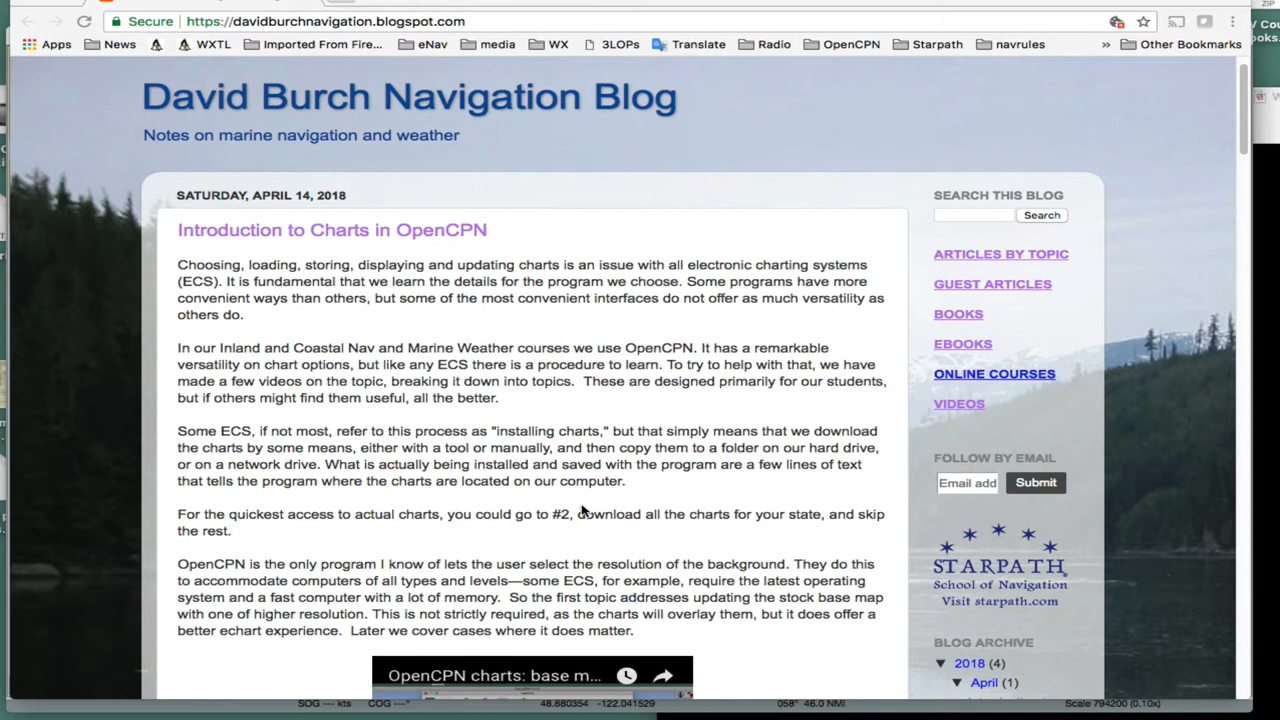 ZIP
Secure
https://davidburchnavigation.blogspot.com
Apps News WXTL Imported From Fire... eNav media WX 3LOPs Translate Radio OpenCPN Starpath navrules » Other Bookmarks
David Burch Navigation Blog
Notes on marine navigation and weather
SATURDAY, APRIL 14, 2018
Introduction to Charts in OpenCPN
Choosing, loading, storing, displaying and updating charts is an issue with all electronic charting systems
(ECS). It is fundamental that we learn the details for the program we choose. Some programs have more
convenient ways than others, but some of the most convenient interfaces do not offer as much versatility as
others do.
In our Inland and Coastal Nav and Marine Weather courses we use OpenCPN. It has a remarkable
versatility on chart options, but like any ECS there is a procedure to learn. To try to help with that, we have
made a few videos on the topic, breaking it down into topics. These are designed primarily for our students,
but if others might find them useful, all the better.
Some ECS, if not most, refer to this process as "installing charts," but that simply means that we download
the charts by some means, either with a tool or manually, and then copy them to a folder on our hard drive,
or on a network drive. What is actually being installed and saved with the program are a few lines of text
that tells the program where the charts are located on our computer.
For the quickest access to actual charts, you could go to #2, download all the charts for your state, and skip
the rest.
OpenCPN is the only program I know of lets the user select the resolution of the background. They do this
to accommodate computers of all types and levels—some ECS, for example, require the latest operating
system and a fast computer with a lot of memory. So the first topic addresses updating the stock base map
with one of higher resolution. This is not strictly required, as the charts will overlay them, but it does offer a
better echart experience. Later we cover cases where it does matter.
OpenCPN charts: base m...
SEARCH THIS BLOG
Search
ARTICLES BY TOPIC
GUEST ARTICLES
BOOKS
EBOOKS
ONLINE COURSES
VIDEOS
FOLLOW BY EMAIL
Email add Submit
STARPATH
School of Navigation
Visit starpath.com
BLOG ARCHIVE
▼ 2018 (4)
▼ April (1)
SOG --- kts COG ---° 48.880354 -122.041529 058° 46.0 NMi Scale 794200 (0.10x)